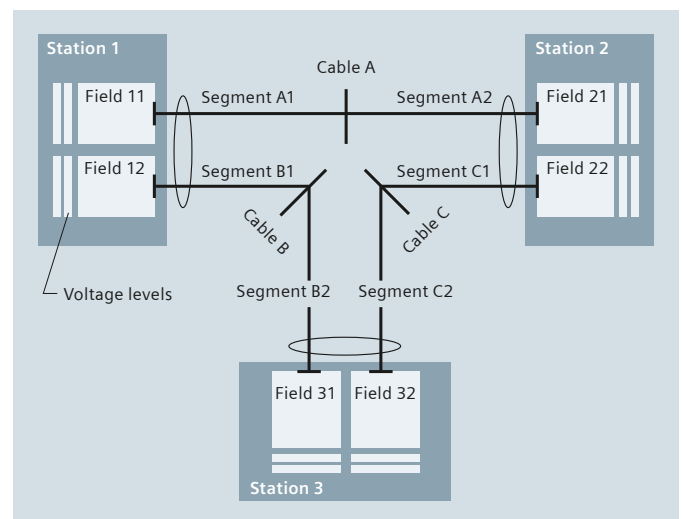 Station 1
Station 2
Cable A
Field 11
Segment A1
Segment A2
Field 21
Field 12
Segment B1
Segment C1
Field 22
Cable B
Cable C
Voltage levels
Segment B2
Segment C2
Field 31
Field 32
Station 3